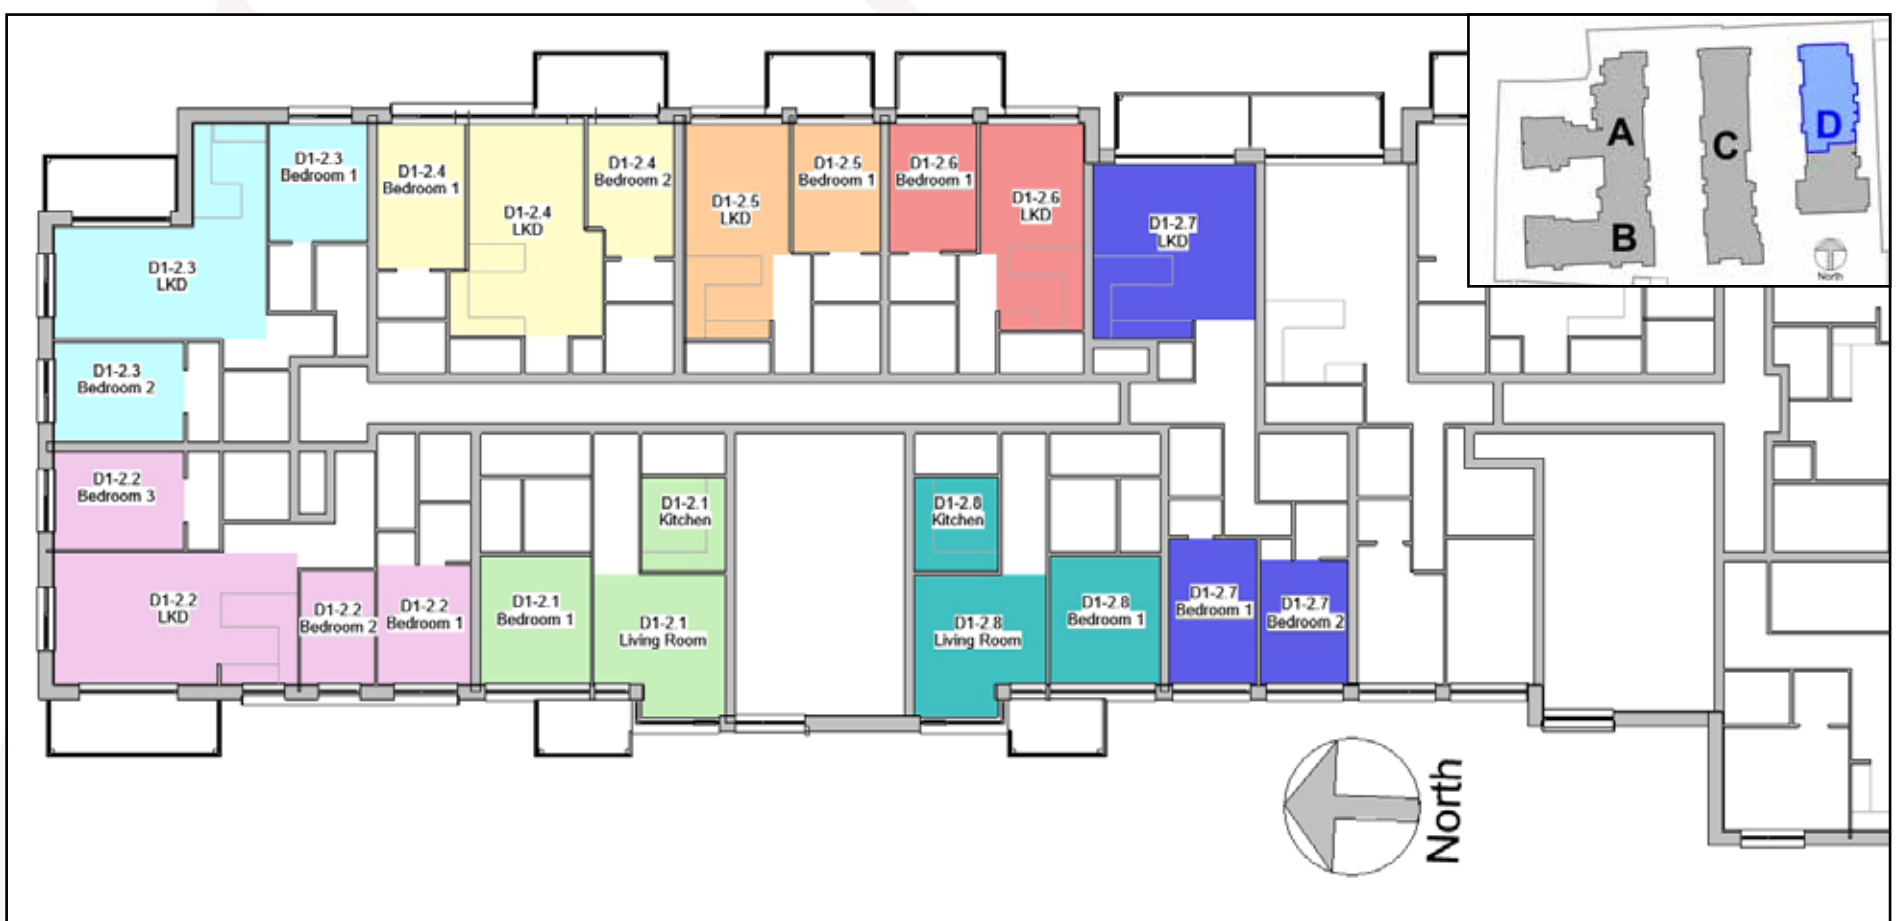 D1-2.3
Bedroom 1
D1-2.4
Bedroom 1
D1-2.4
LKD
D1-2.4
Bedroom 2
D1-2.5
LKD
D1-2.5
Bedroom 1
D1-2.6
Bedroom 1
D1-2.6
LKD
D1-2.7
LKD
A
B
C
D
North
D1-2.3
LKD
D1-2.3
Bedroom 2
D1-2.2
Bedroom 3
D1-2.2
LKD
D1-2.2
Bedroom 2
D1-2.2
Bedroom 1
D1-2.1
Bedroom 1
D1-2.1
Kitchen
D1-2.1
Living Room
D1-2.8
Kitchen
D1-2.8
Living Room
D1-2.8
Bedroom 1
D1-2.7
Bedroom 1
D1-2.7
Bedroom 2
North